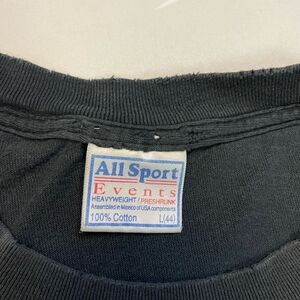 All Sport
Events
HEAVYWEIGHT / PRESHRUNK
Assembled in Mexico of USA components
100% Cotton L(44)